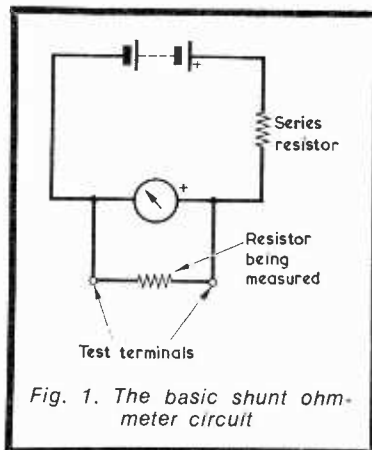 +
Series
resistor
+
Resistor
being
measured
Test terminals
Fig. 1. The basic shunt ohm-
meter circuit